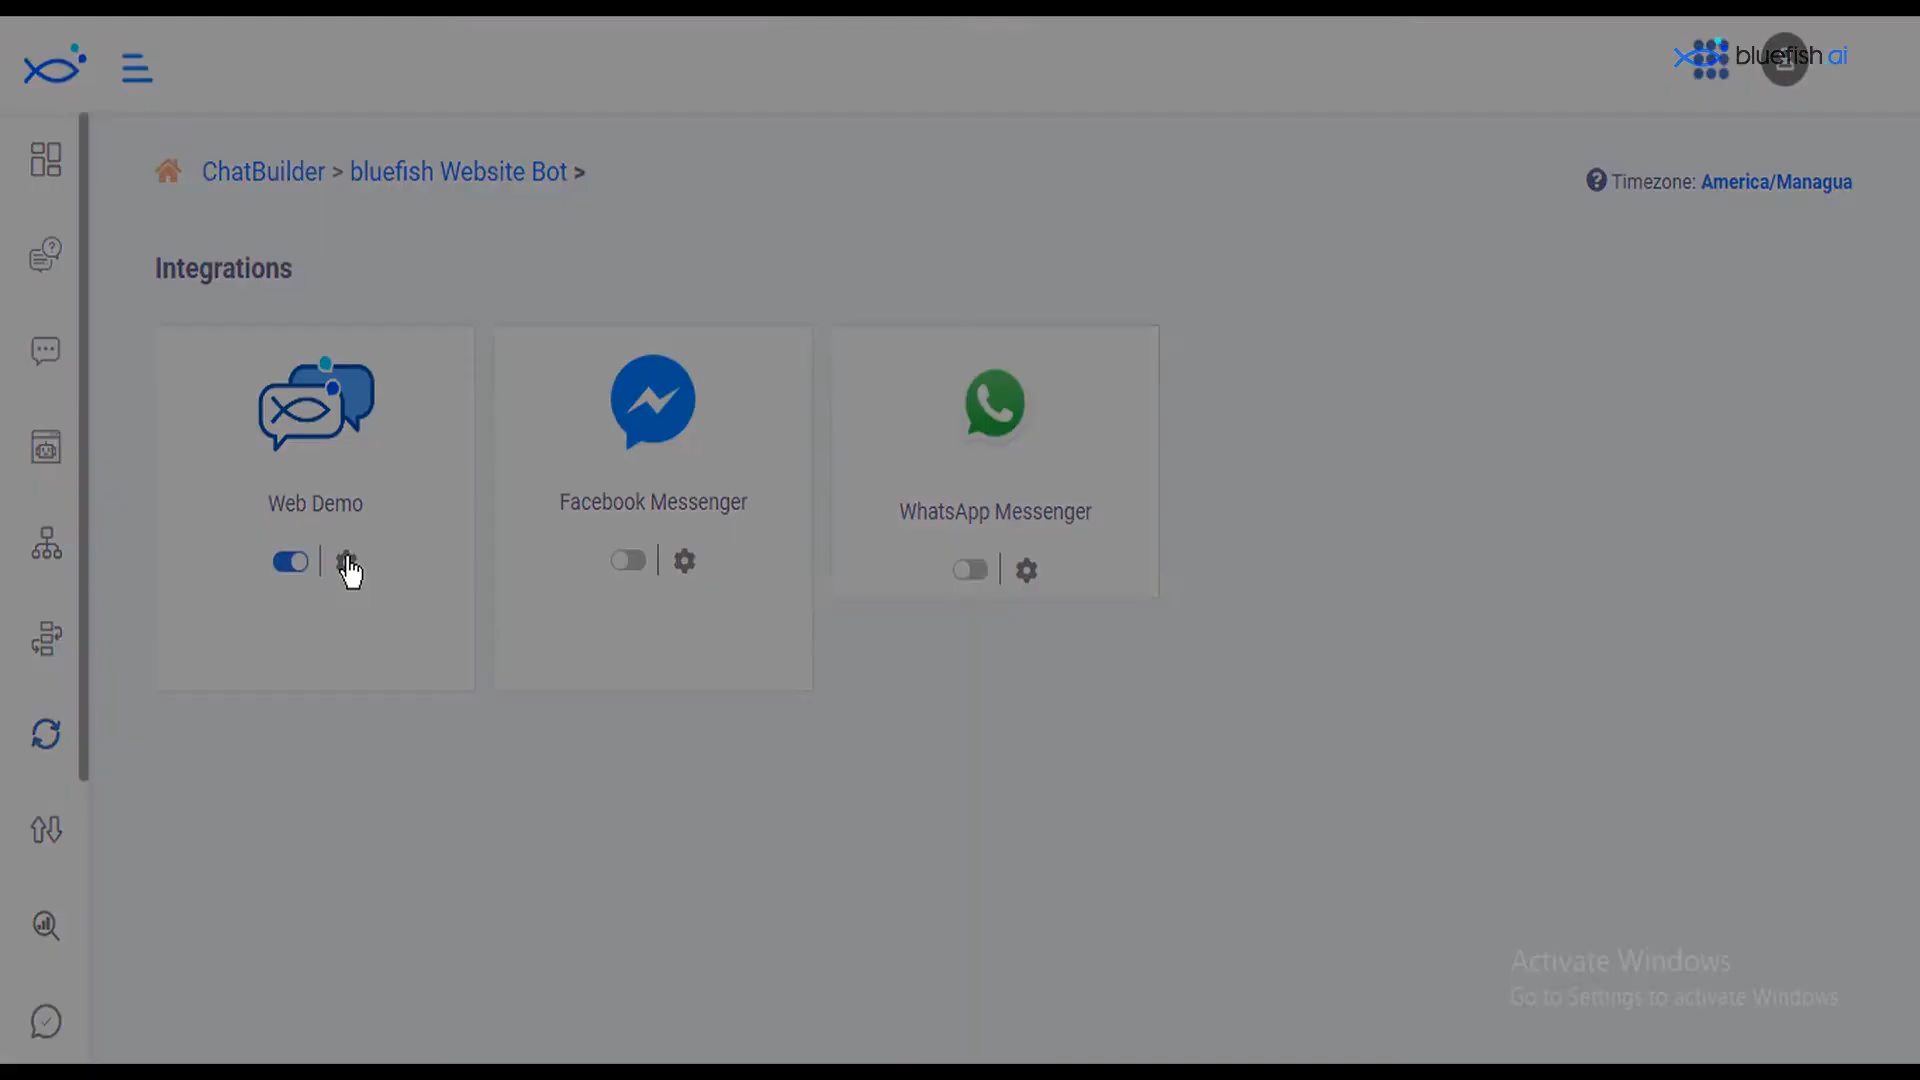 bluefish ai
ChatBuilder > bluefish Website Bot >
Timezone: America/Managua
Integrations
Web Demo
Facebook Messenger
WhatsApp Messenger
Activate Windows
Go to Settings to activate Windows